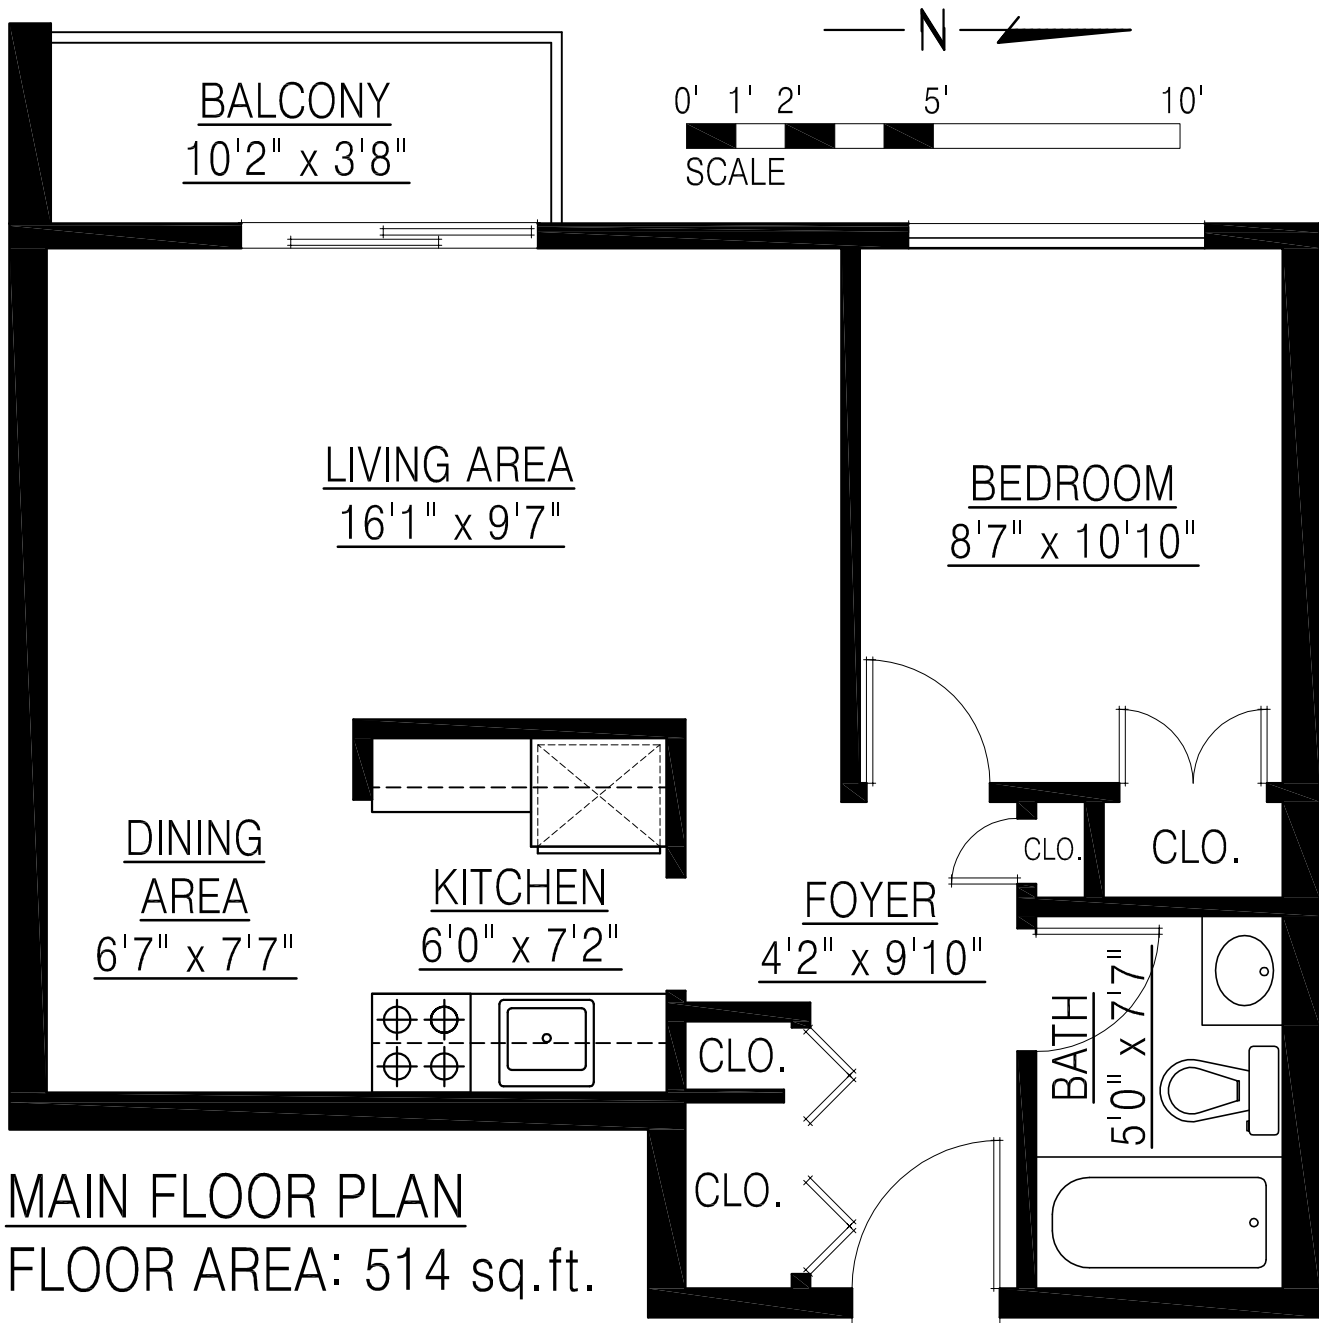 N
0' 1' 2' 5' 10'
SCALE
BALCONY
10'2" x 3'8"
LIVING AREA
16'1" x 9'7"
BEDROOM
8'7" x 10'10"
DINING
AREA
6'7" x 7'7"
KITCHEN
6'0" x 7'2"
FOYER
4'2" x 9'10"
CLO.
CLO.
BATH
5'0" x 7'7"
CLO.
CLO.
MAIN FLOOR PLAN
FLOOR AREA: 514 sq.ft.